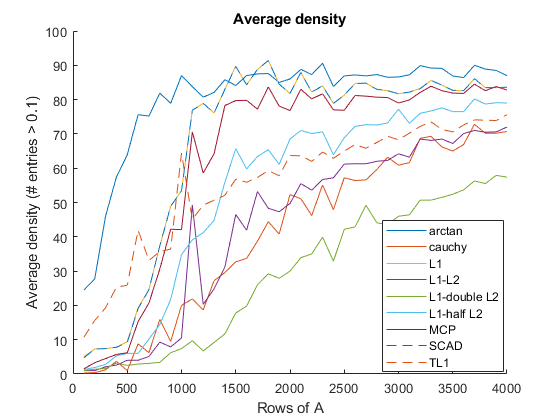 Average density
Average density (# entries > 0.1)
100
90
80
70
60
50
40
30
20
10
0
0 500 1000 1500 2000 2500 3000 3500 4000
Rows of A
arctan
cauchy
L1
L1-L2
L1-double L2
L1-half L2
MCP
SCAD
TL1